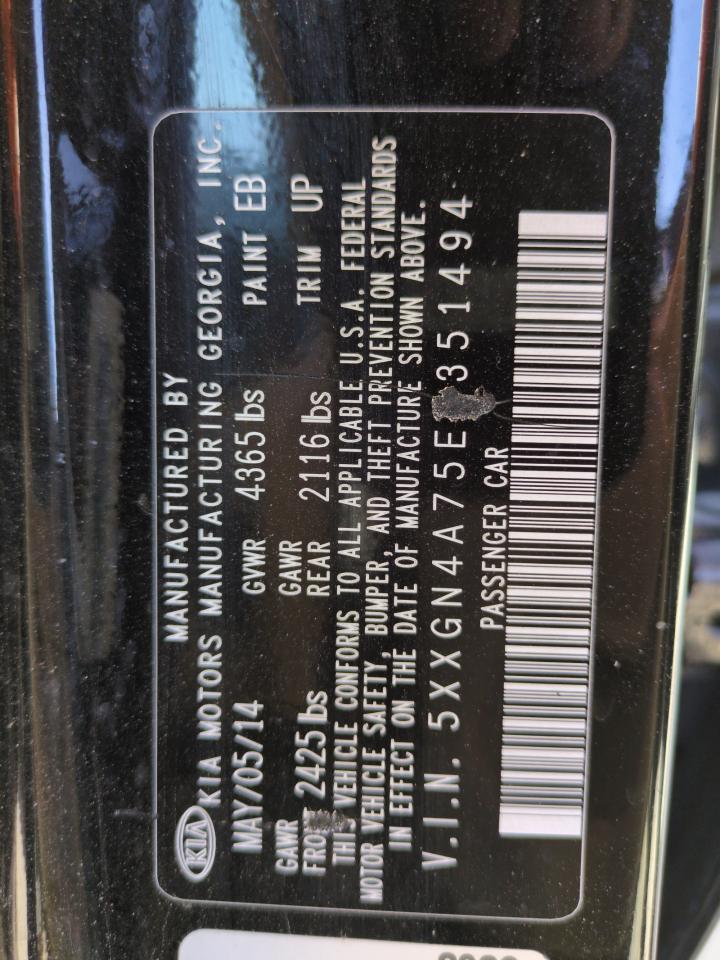 MANUFACTURED BY
KIA KIA MOTORS MANUFACTURING GEORGIA, INC.
MAY/05/14 GVWR 4365 lbs PAINT EB
GAWR GAWR
2425 lbs REAR 2116 lbs TRIM UP
THIS VEHICLE CONFORMS TO ALL APPLICABLE U.S.A. FEDERAL
MOTOR VEHICLE SAFETY, BUMPER, AND THEFT PREVENTION STANDARDS
IN EFFECT ON THE DATE OF MANUFACTURE SHOWN ABOVE.
V.I.N. 5XXGN4A75E 351494
PASSENGER CAR